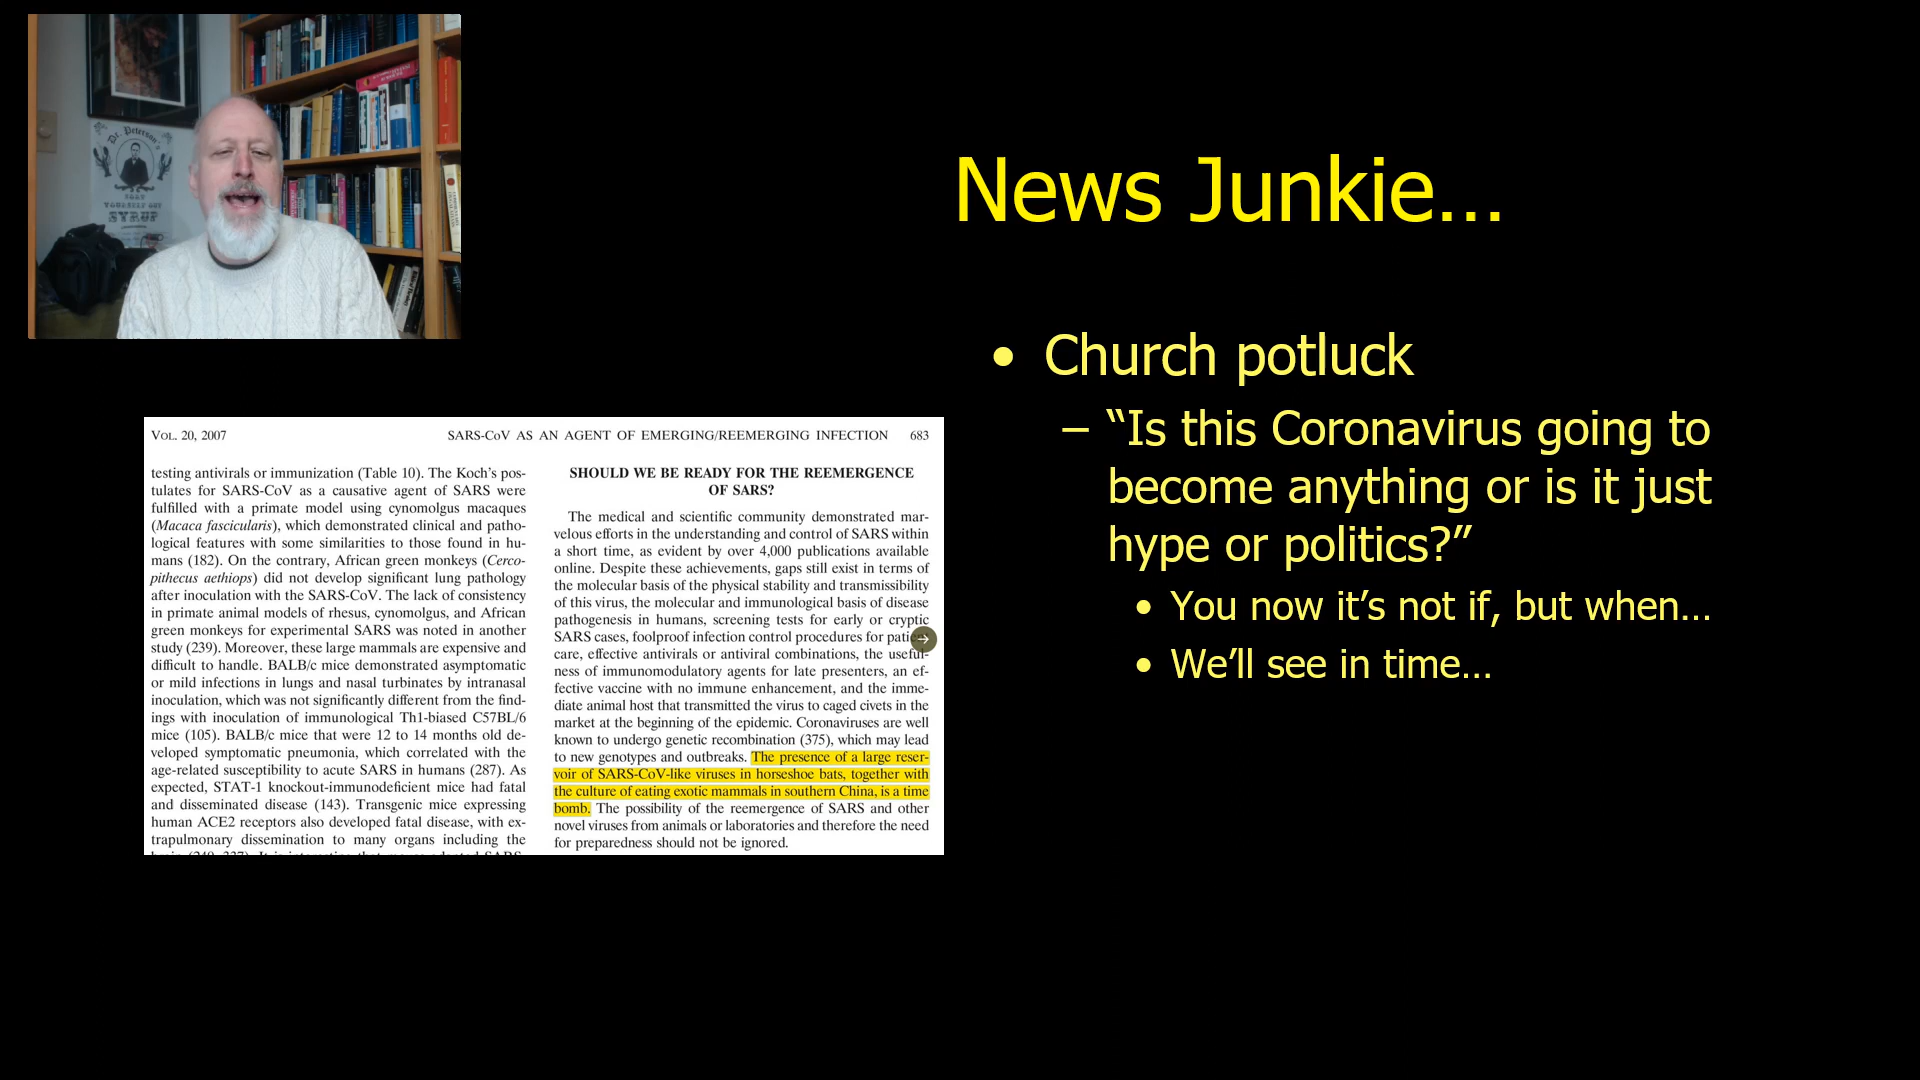 Dr. Peterson's
SYRUP
News Junkie...
• Church potluck
– “Is this Coronavirus going to
become anything or is it just
hype or politics?”
• You now it’s not if, but when...
• We’ll see in time...
VOL. 20, 2007 SARS-CoV AS AN AGENT OF EMERGING/REEMERGING INFECTION 683
testing antivirals or immunization (Table 10). The Koch's pos-
tulates for SARS-CoV as a causative agent of SARS were
fulfilled with a primate model using cynomolgus macaques
(Macaca fascicularis), which demonstrated clinical and patho-
logical features with some similarities to those found in hu-
mans (182). On the contrary, African green monkeys (Cerco-
pithecus aethiops) did not develop significant lung pathology
after inoculation with the SARS-CoV. The lack of consistency
in primate animal models of rhesus, cynomolgus, and African
green monkeys for experimental SARS was noted in another
study (239). Moreover, these large mammals are expensive and
difficult to handle. BALB/c mice demonstrated asymptomatic
or mild infections in lungs and nasal turbinates by intranasal
inoculation, which was not significantly different from the find-
ings with inoculation of immunological Th1-biased C57BL/6
mice (105). BALB/c mice that were 12 to 14 months old de-
veloped symptomatic pneumonia, which correlated with the
age-related susceptibility to acute SARS in humans (287). As
expected, STAT-1 knockout-immunodeficient mice had fatal
and disseminated disease (143). Transgenic mice expressing
human ACE2 receptors also developed fatal disease, with ex-
trapulmonary dissemination to many organs including the
SHOULD WE BE READY FOR THE REEMERGENCE
OF SARS?
The medical and scientific community demonstrated mar-
velous efforts in the understanding and control of SARS within
a short time, as evident by over 4,000 publications available
online. Despite these achievements, gaps still exist in terms of
the molecular basis of the physical stability and transmissibility
of this virus, the molecular and immunological basis of disease
pathogenesis in humans, screening tests for early or cryptic
SARS cases, foolproof infection control procedures for patient
care, effective antivirals or antiviral combinations, the useful-
ness of immunomodulatory agents for late presenters, an ef-
fective vaccine with no immune enhancement, and the imme-
diate animal host that transmitted the virus to caged civets in the
market at the beginning of the epidemic. Coronaviruses are well
known to undergo genetic recombination (375), which may lead
to new genotypes and outbreaks. The presence of a large reser-
voir of SARS-CoV-like viruses in horseshoe bats, together with
the culture of eating exotic mammals in southern China, is a time
bomb. The possibility of the reemergence of SARS and other
novel viruses from animals or laboratories and therefore the need
for preparedness should not be ignored.